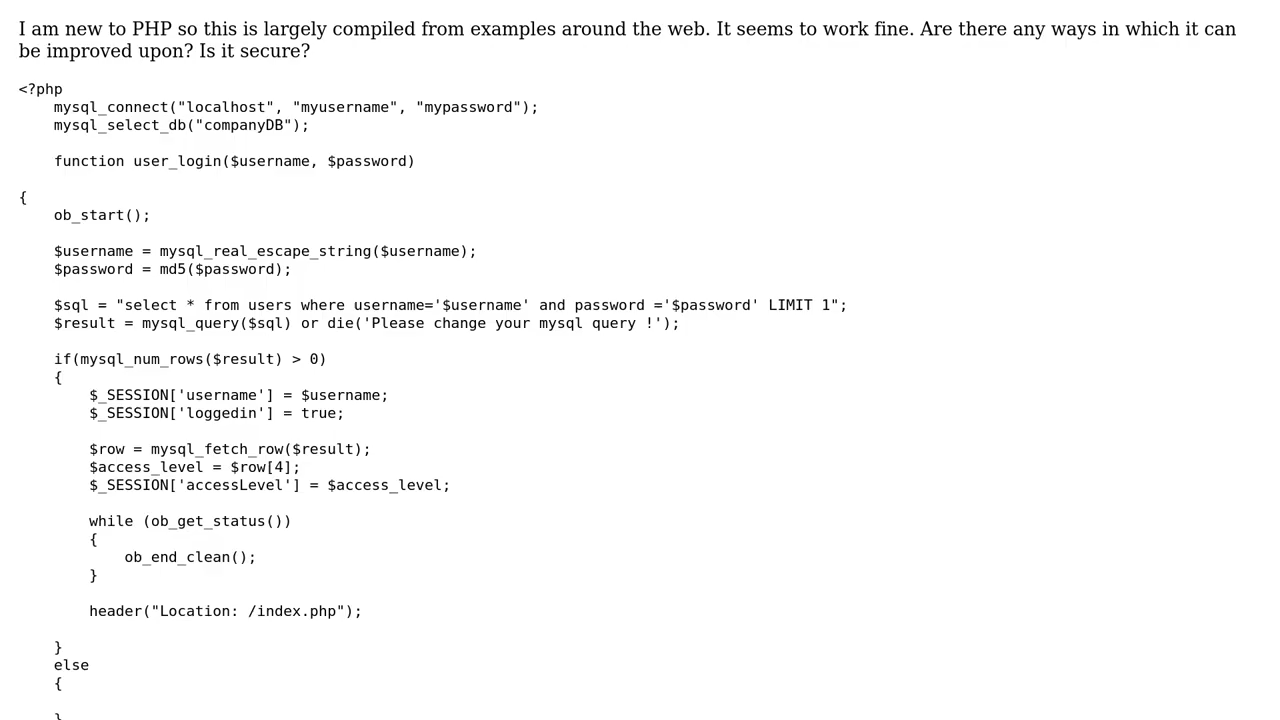 I am new to PHP so this is largely compiled from examples around the web. It seems to work fine. Are there any ways in which it can
be improved upon? Is it secure?
<?php
    mysql_connect("localhost", "myusername", "mypassword");
    mysql_select_db("companyDB");

    function user_login($username, $password)

{
    ob_start();

    $username = mysql_real_escape_string($username);
    $password = md5($password);

    $sql = "select * from users where username='$username' and password ='$password' LIMIT 1";
    $result = mysql_query($sql) or die('Please change your mysql query !');

    if(mysql_num_rows($result) > 0)
    {
        $_SESSION['username'] = $username;
        $_SESSION['loggedin'] = true;

        $row = mysql_fetch_row($result);
        $access_level = $row[4];
        $_SESSION['accessLevel'] = $access_level;

        while (ob_get_status())
        {
            ob_end_clean();
        }

        header("Location: /index.php");

    }
    else
    {

    }